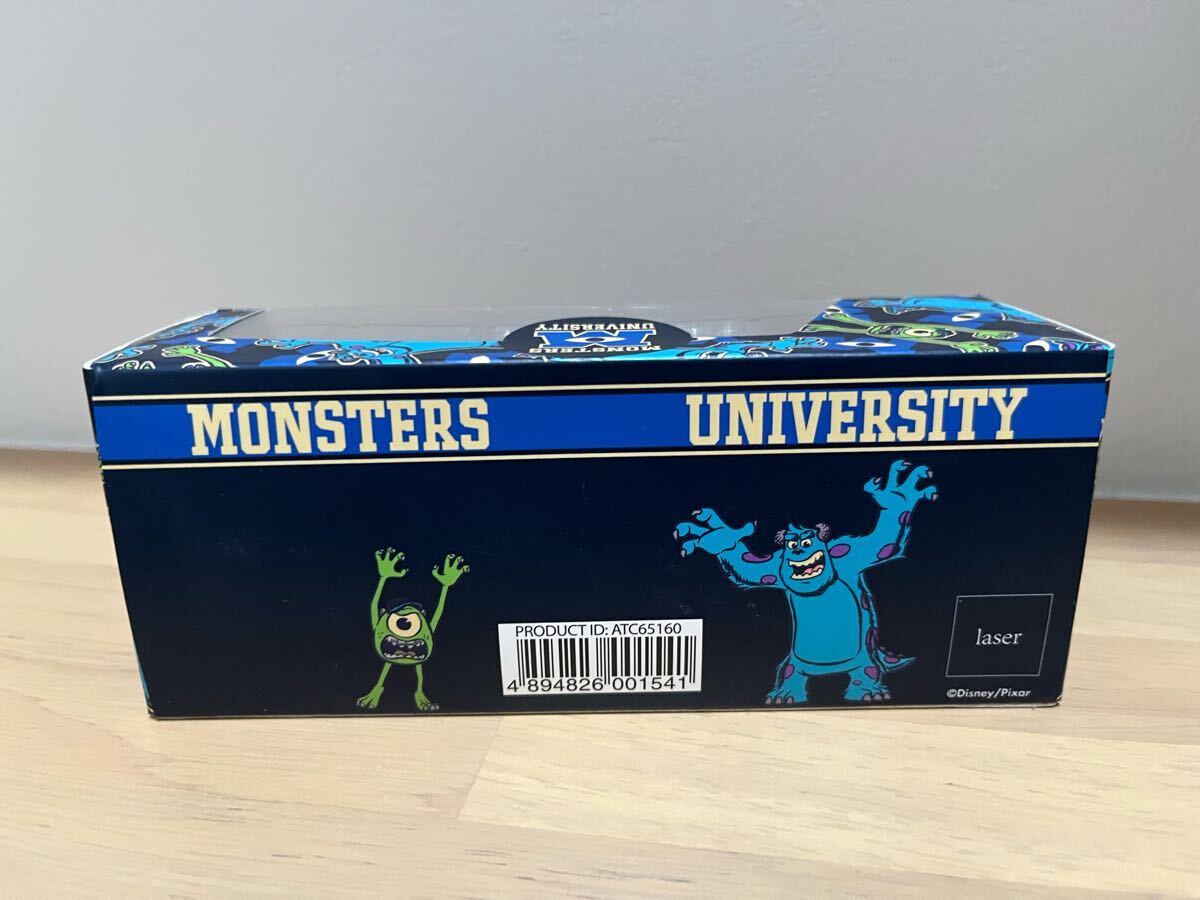 MONSTERS
UNIVERSITY
MONSTERS UNIVERSITY
PRODUCT ID: ATC65160
4 894826 001541
laser
©Disney/Pixar